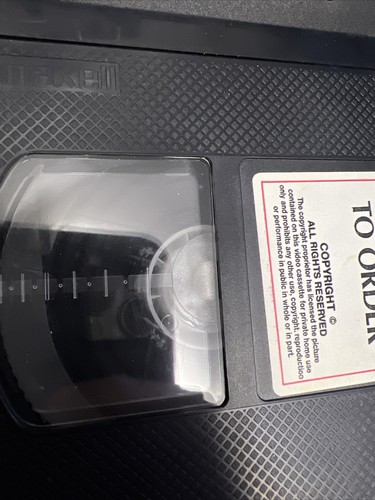 maxell
TO ORDER
COPYRIGHT ©
ALL RIGHTS RESERVED
The copyright proprietor has licensed the picture
contained on this video cassette for private home use
only and prohibits any other use, copyright, reproduction
or performance in public in whole or in part.